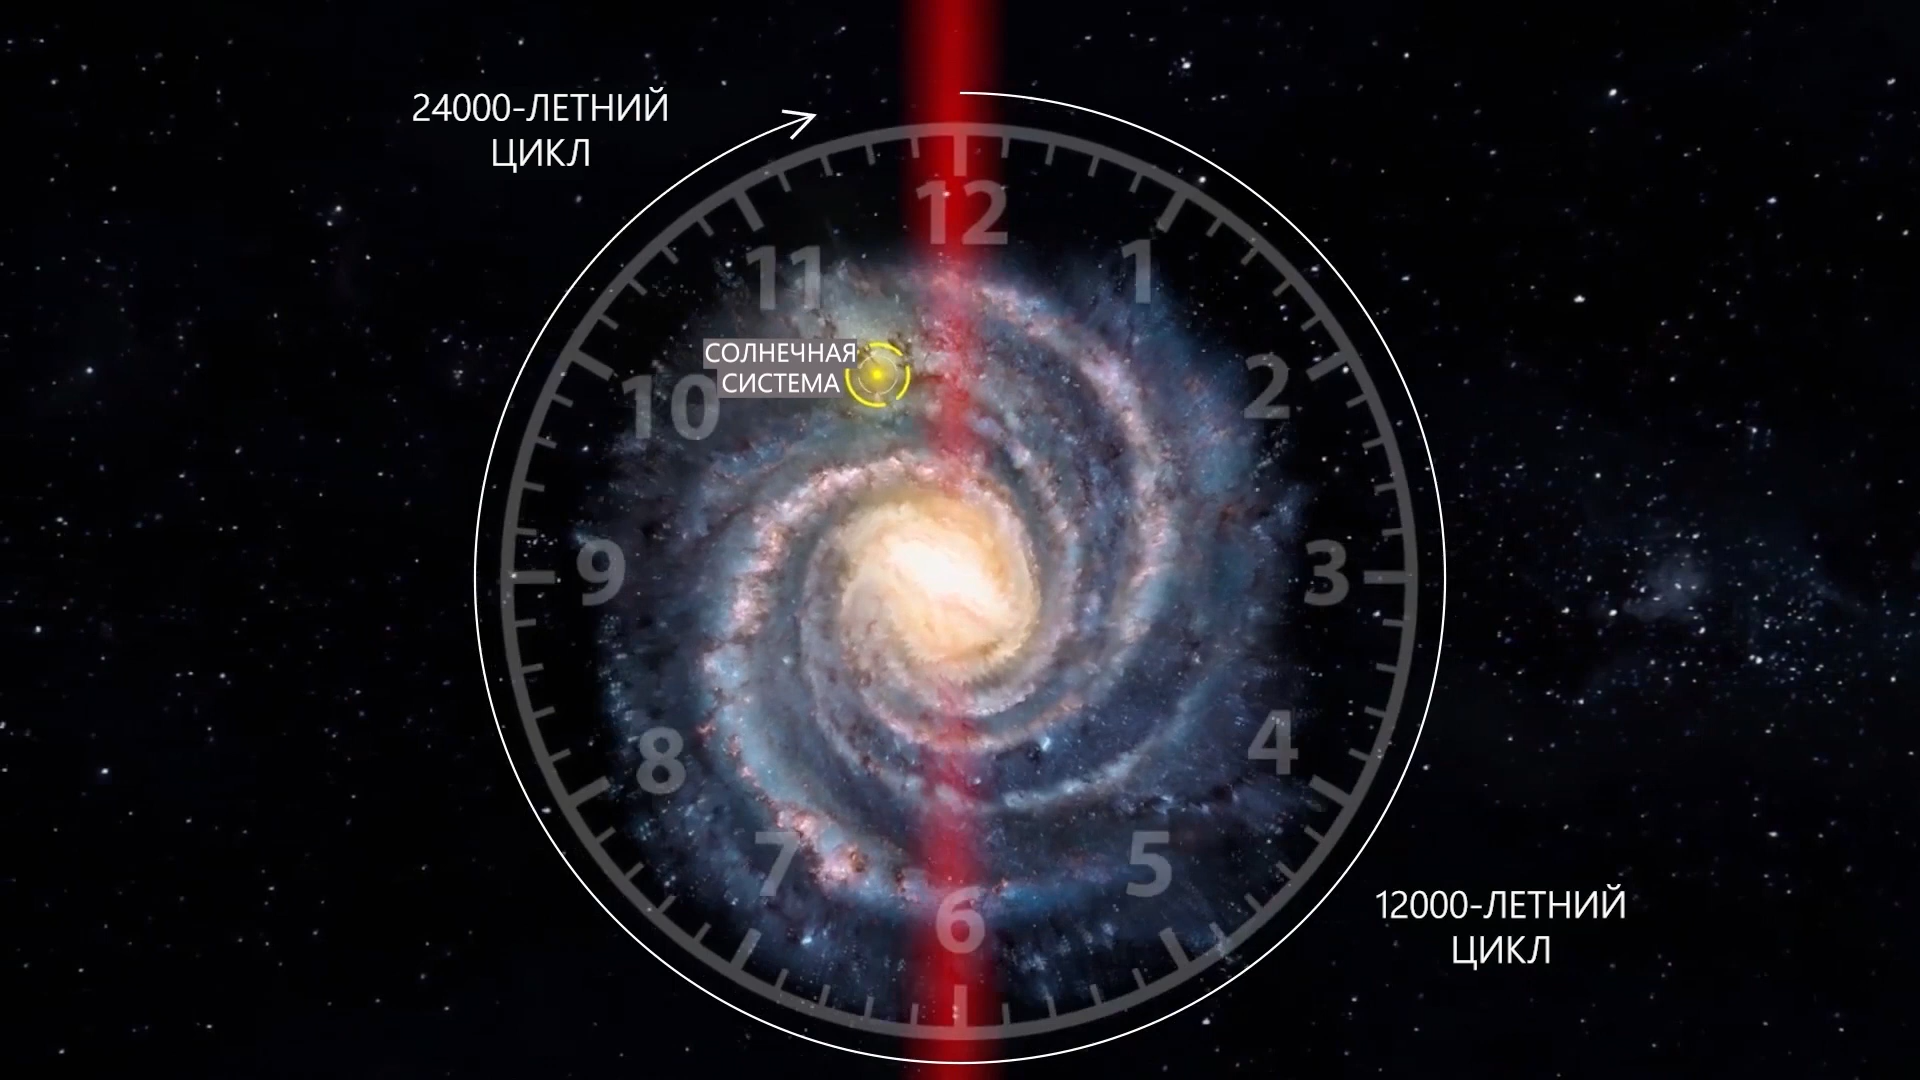 24000-ЛЕТНИЙ
ЦИКЛ
12
11
1
СОЛНЕЧНАЯ
СИСТЕМА
10
2
9
3
8
4
7
5
6
12000-ЛЕТНИЙ
ЦИКЛ